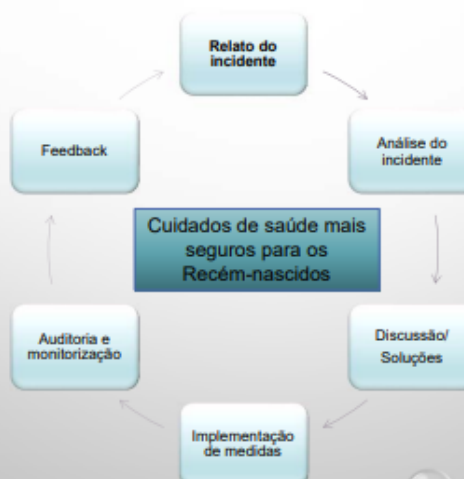 Relato do
incidente
Análise do
incidente
Discussão/
Soluções
Implementação
de medidas
Auditoria e
monitorização
Feedback
Cuidados de saúde mais
seguros para os
Recém-nascidos